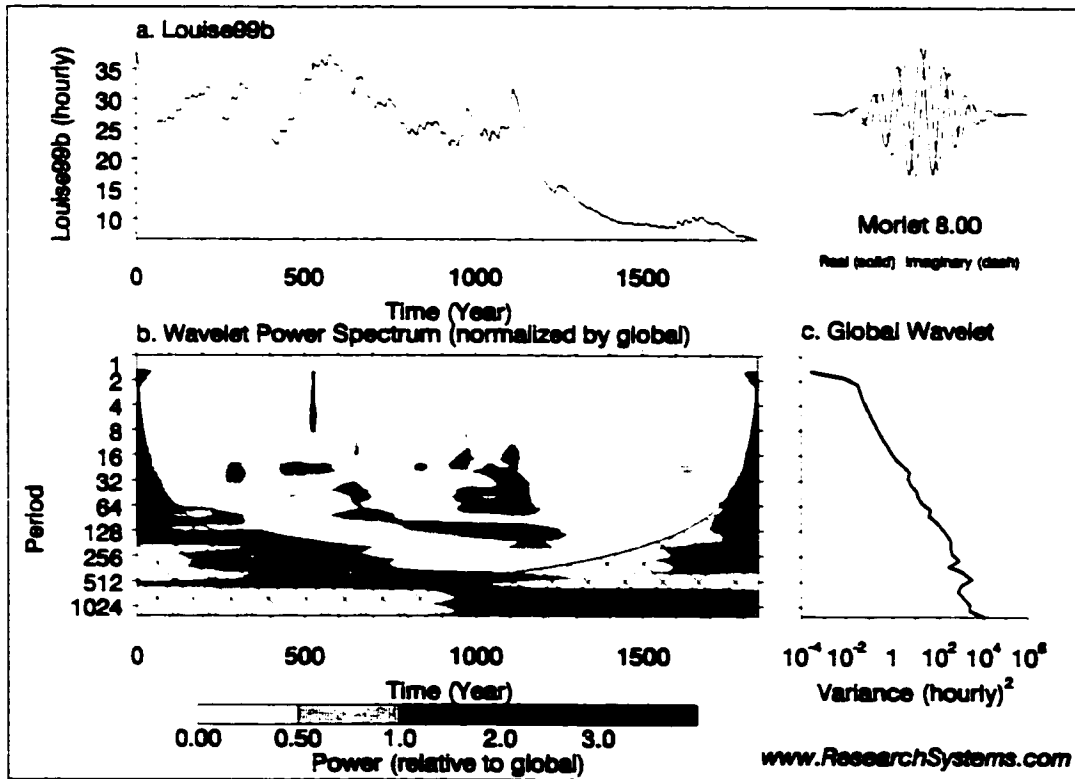 a. Louise99b
Louise99b (hourly)
35
30
25
20
15
10
0 500 1000 1500
Time (Year)
Morlet 8.00
Real (solid) Imaginary (dash)
b. Wavelet Power Spectrum (normalized by global)
Period
1
2
4
8
16
32
64
128
256
512
1024
0 500 1000 1500
Time (Year)
c. Global Wavelet
10-4 10-2 1 102 104 106
Variance (hourly)2
0.00 0.50 1.0 2.0 3.0
Power (relative to global)
www.ResearchSystems.com